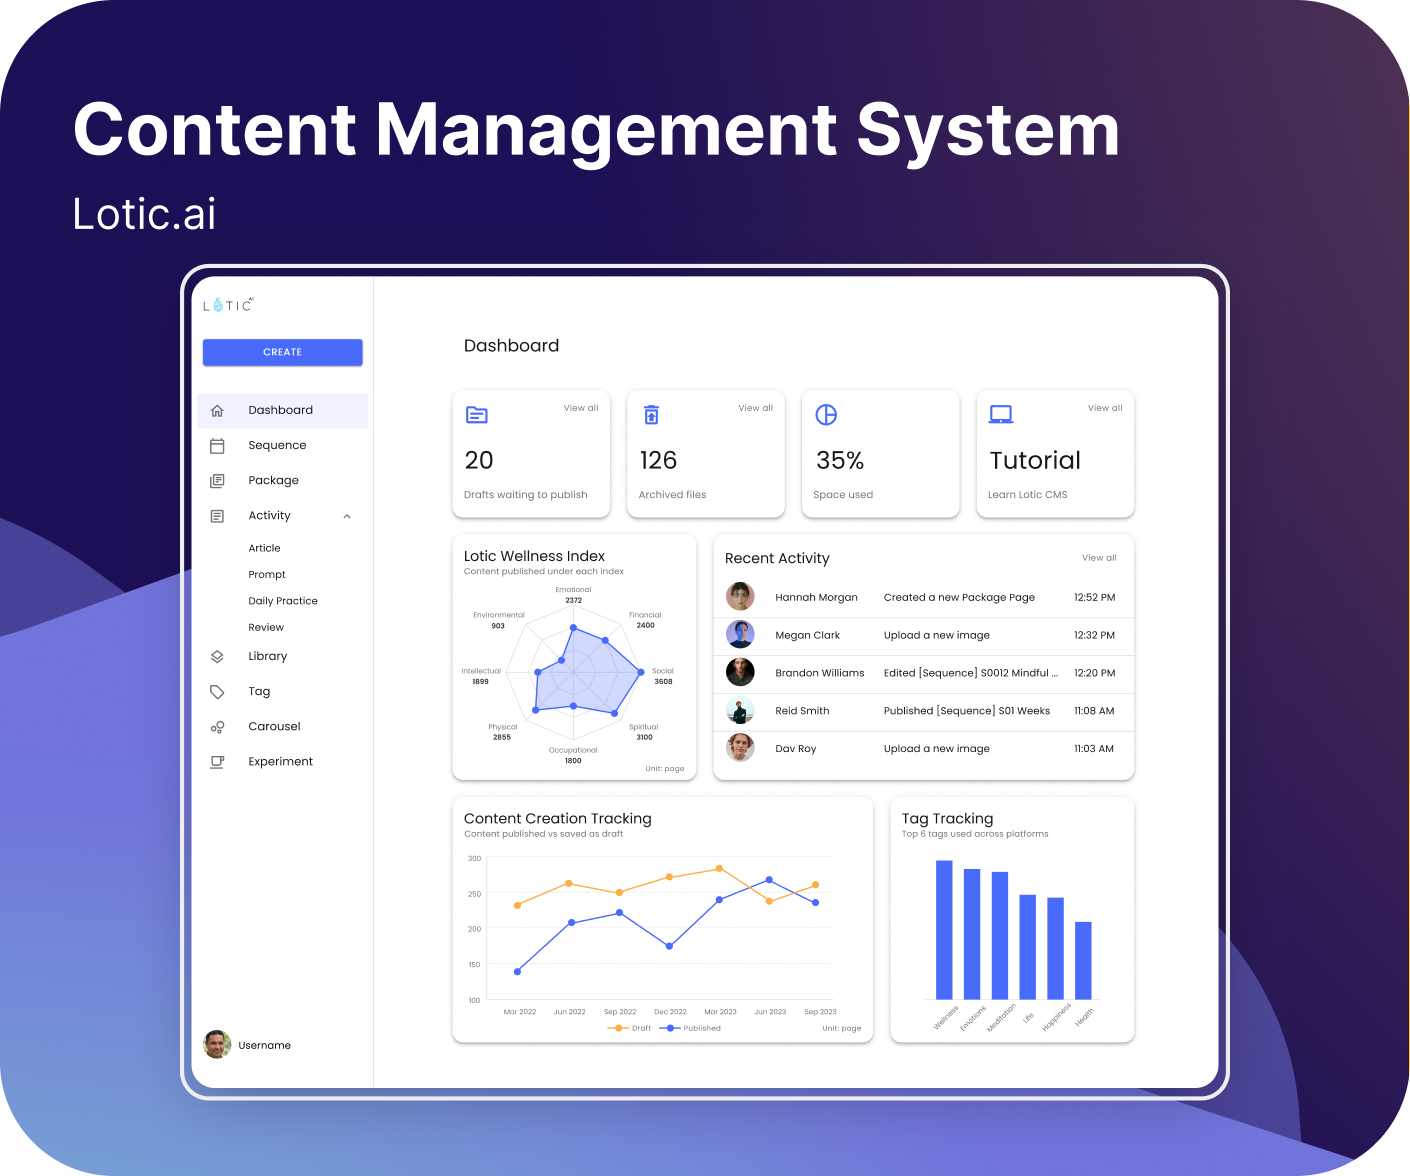 Content Management System
Lotic.ai
LOTIC AI
CREATE
Dashboard
Sequence
Package
Activity
Article
Prompt
Daily Practice
Review
Library
Tag
Carousel
Experiment
Username
Dashboard
View all
20
Drafts waiting to publish
View all
126
Archived files
35%
Space used
View all
Tutorial
Learn Lotic CMS
Lotic Wellness Index
Content published under each index
Emotional
2372
Financial
2400
Social
3608
Spiritual
3100
Occupational
1800
Physical
2855
Intellectual
1899
Environmental
903
Unit: page
Recent Activity
View all
Hannah Morgan Created a new Package Page 12:52 PM
Megan Clark Upload a new image 12:32 PM
Brandon Williams Edited [Sequence] S0012 Mindful ... 12:20 PM
Reid Smith Published [Sequence] S01 Weeks 11:08 AM
Dav Roy Upload a new image 11:03 AM
Content Creation Tracking
Content published vs saved as draft
300
250
200
150
100
Mar 2022 Jun 2022 Sep 2022 Dec 2022 Mar 2023 Jun 2023 Sep 2023
Draft Published
Unit: page
Tag Tracking
Top 6 tags used across platforms
Wellness Emotions Meditation Life Happiness Health